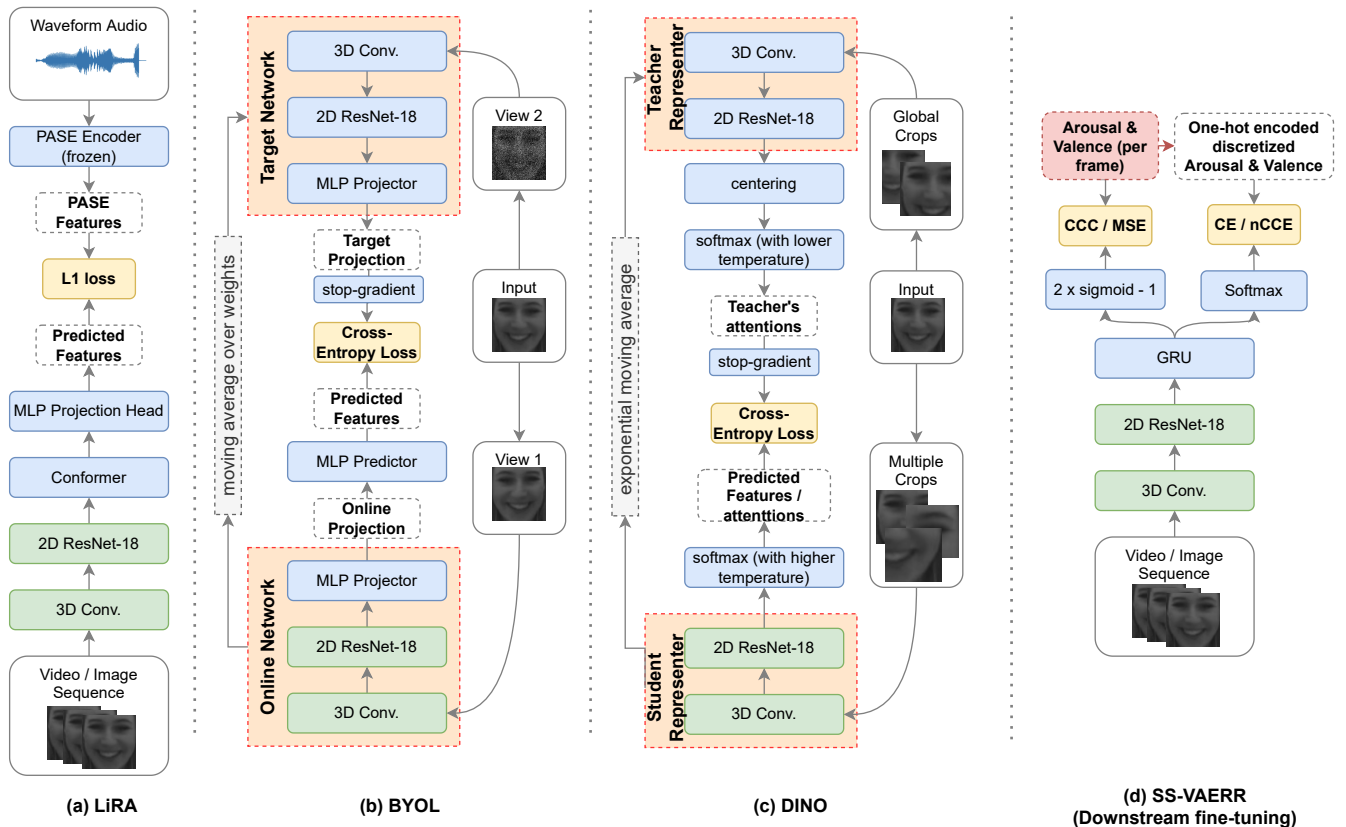 Waveform Audio
PASE Encoder
(frozen)
PASE
Features
L1 loss
Predicted
Features
MLP Projection Head
Conformer
2D ResNet-18
3D Conv.
Video / Image
Sequence
(a) LiRA
Target Network
3D Conv.
2D ResNet-18
MLP Projector
View 2
Target
Projection
stop-gradient
Input
Cross-
Entropy Loss
moving average over weights
Predicted
Features
MLP Predictor
View 1
Online
Projection
Online Network
MLP Projector
2D ResNet-18
3D Conv.
(b) BYOL
Teacher
Representer
3D Conv.
2D ResNet-18
Global
Crops
centering
softmax (with lower
temperature)
Teacher's
attentions
Input
exponential moving average
stop-gradient
Cross-
Entropy Loss
Predicted
Features /
attenttions
Multiple
Crops
softmax (with higher
temperature)
Student
Representer
2D ResNet-18
3D Conv.
(c) DINO
Arousal &
Valence (per
frame)
One-hot encoded
discretized
Arousal & Valence
CCC / MSE
CE / nCCE
2 x sigmoid - 1
Softmax
GRU
2D ResNet-18
3D Conv.
Video / Image
Sequence
(d) SS-VAERR
(Downstream fine-tuning)